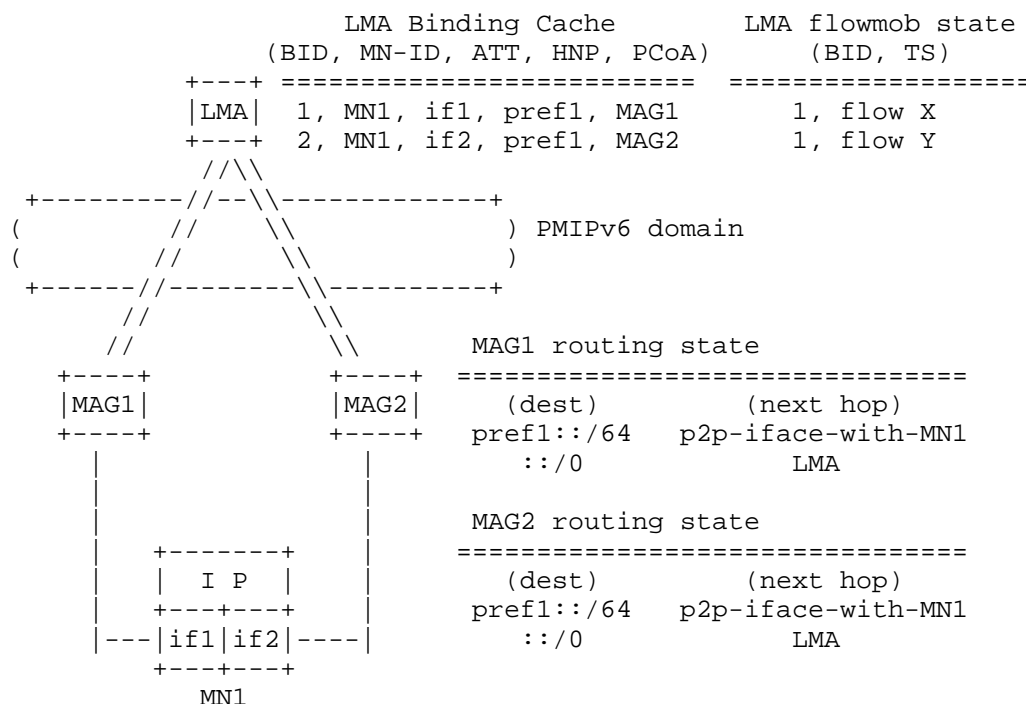 LMA Binding Cache LMA flowmob state
(BID, MN-ID, ATT, HNP, PCoA) (BID, TS)
+---+ ========================== ===================
|LMA| 1, MN1, if1, pref1, MAG1 1, flow X
+---+ 2, MN1, if2, pref1, MAG2 1, flow Y
//\\
+---------//--\\-------------+
( // \\ ) PMIPv6 domain
( // \\ )
+------//--------\\----------+
// \\
// \\ MAG1 routing state
+----+ +----+ ================================
|MAG1| |MAG2| (dest) (next hop)
+----+ +----+ pref1::/64 p2p-iface-with-MN1
| | ::/0 LMA
| |
| | MAG2 routing state
| +-------+ | ================================
| | I P | | (dest) (next hop)
| +---+---+ | pref1::/64 p2p-iface-with-MN1
|---|if1|if2|----| ::/0 LMA
+---+---+
MN1